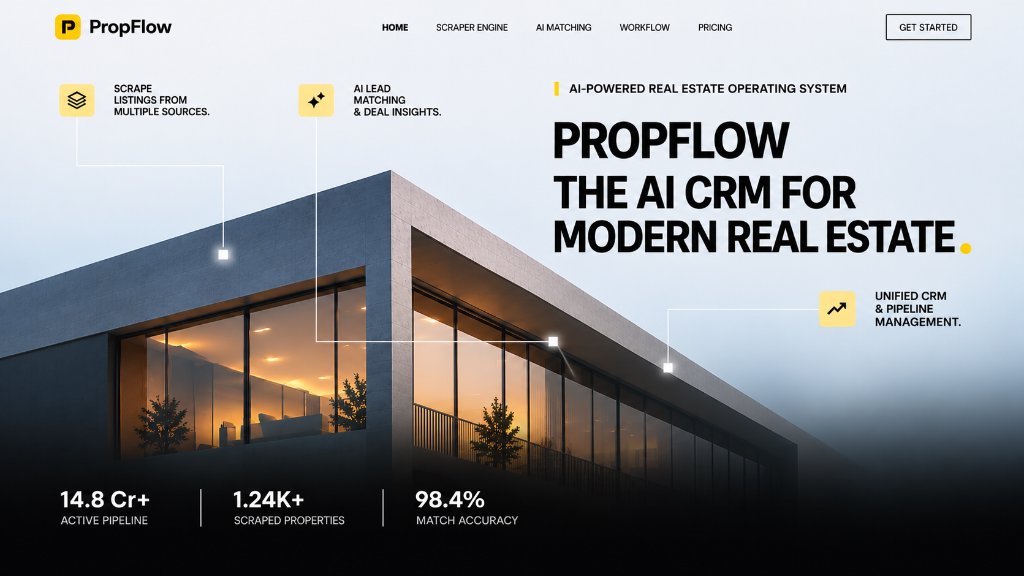 PropFlow
HOME
SCRAPER ENGINE
AI MATCHING
WORKFLOW
PRICING
GET STARTED
SCRAPE
LISTINGS FROM
MULTIPLE SOURCES.
AI LEAD
MATCHING
& DEAL INSIGHTS.
AI-POWERED REAL ESTATE OPERATING SYSTEM
PROPFLOW
THE AI CRM FOR
MODERN REAL ESTATE.
UNIFIED CRM
& PIPELINE
MANAGEMENT.
14.8 Cr+
ACTIVE PIPELINE
1.24K+
SCRAPED PROPERTIES
98.4%
MATCH ACCURACY